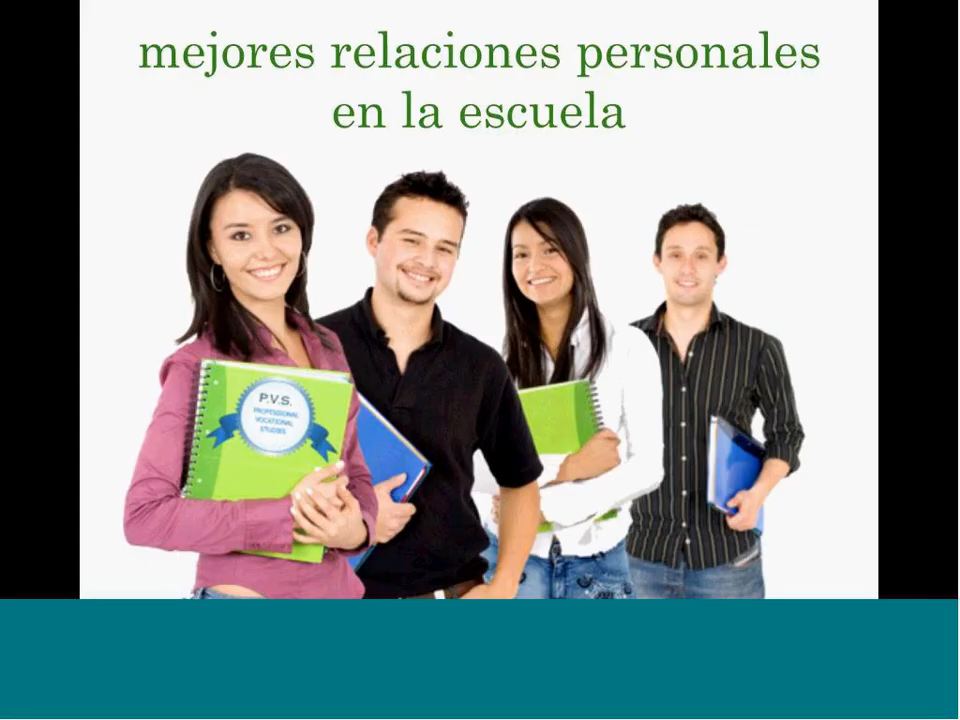 mejores relaciones personales
en la escuela
P.V.S.
PROFESSIONAL
VOCATIONAL
STUDIES